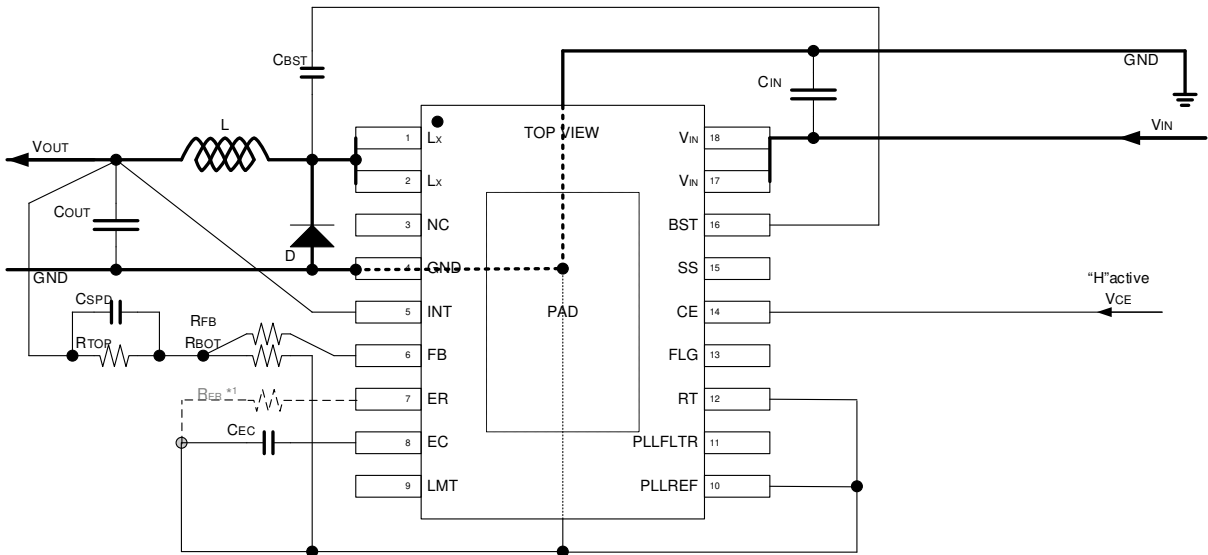 CBST
GND
CIN
L
TOP VIEW
VOUT
VIN
1 LX
VIN 18
2 LX
VIN 17
COUT
3 NC
BST 16
D
4 GND
SS 15
GND
"H"active
CSPD
VCE
5 INT
PAD
CE 14
RFB
RTOP
RBOT
6 FB
FLG 13
RER *1
7 ER
RT 12
CEC
8 EC
PLLFLTR 11
9 LMT
PLLREF 10